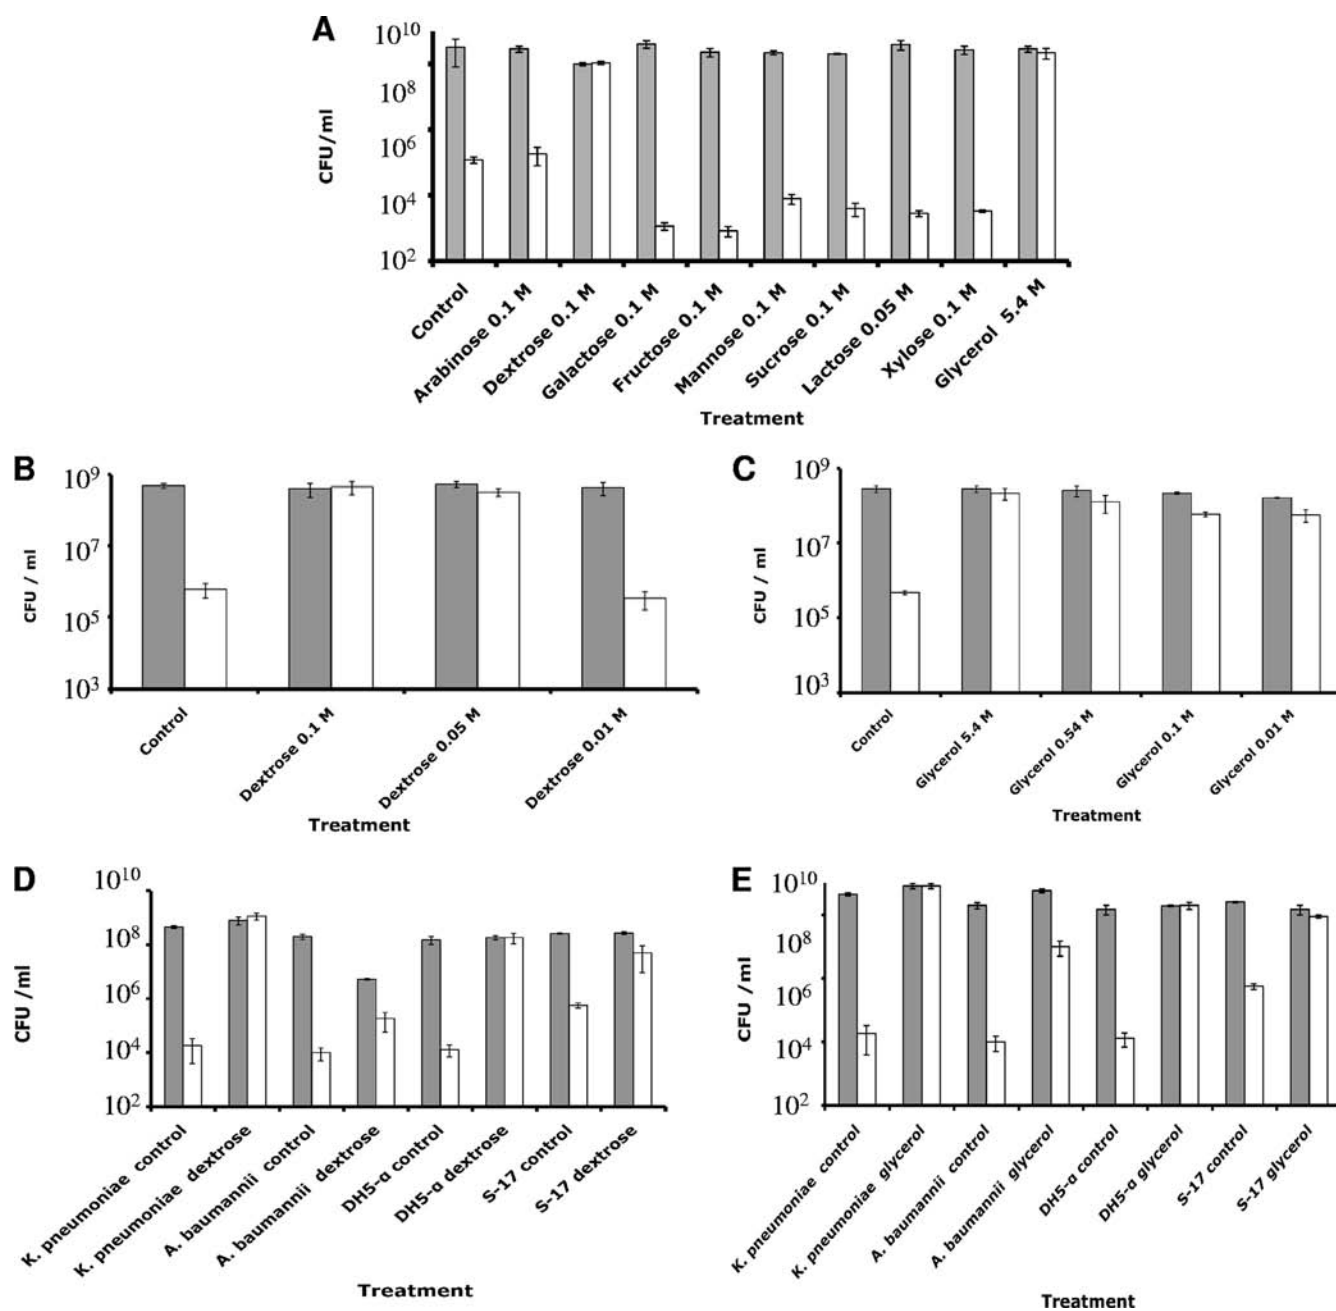 A
10¹⁰
10⁸
10⁶
10⁴
10²
CFU/ml
Control
Arabinose 0.1 M
Dextrose 0.1 M
Galactose 0.1 M
Fructose 0.1 M
Mannose 0.1 M
Sucrose 0.1 M
Lactose 0.05 M
Xylose 0.1 M
Glycerol 5.4 M
Treatment
B
10⁹
10⁷
10⁵
10³
CFU / ml
Control
Dextrose 0.1 M
Dextrose 0.05 M
Dextrose 0.01 M
Treatment
C
10⁹
10⁷
10⁵
10³
CFU / ml
Control
Glycerol 5.4 M
Glycerol 0.54 M
Glycerol 0.1 M
Glycerol 0.01 M
Treatment
D
10¹⁰
10⁸
10⁶
10⁴
10²
CFU /ml
K. pneumoniae control
K. pneumoniae dextrose
A. baumannii control
A. baumannii dextrose
DH5-α control
DH5-α dextrose
S-17 control
S-17 dextrose
Treatment
E
10¹⁰
10⁸
10⁶
10⁴
10²
CFU /ml
K. pneumoniae control
K. pneumoniae glycerol
A. baumannii control
A. baumannii glycerol
DH5-α control
DH5-α glycerol
S-17 control
S-17 glycerol
Treatment